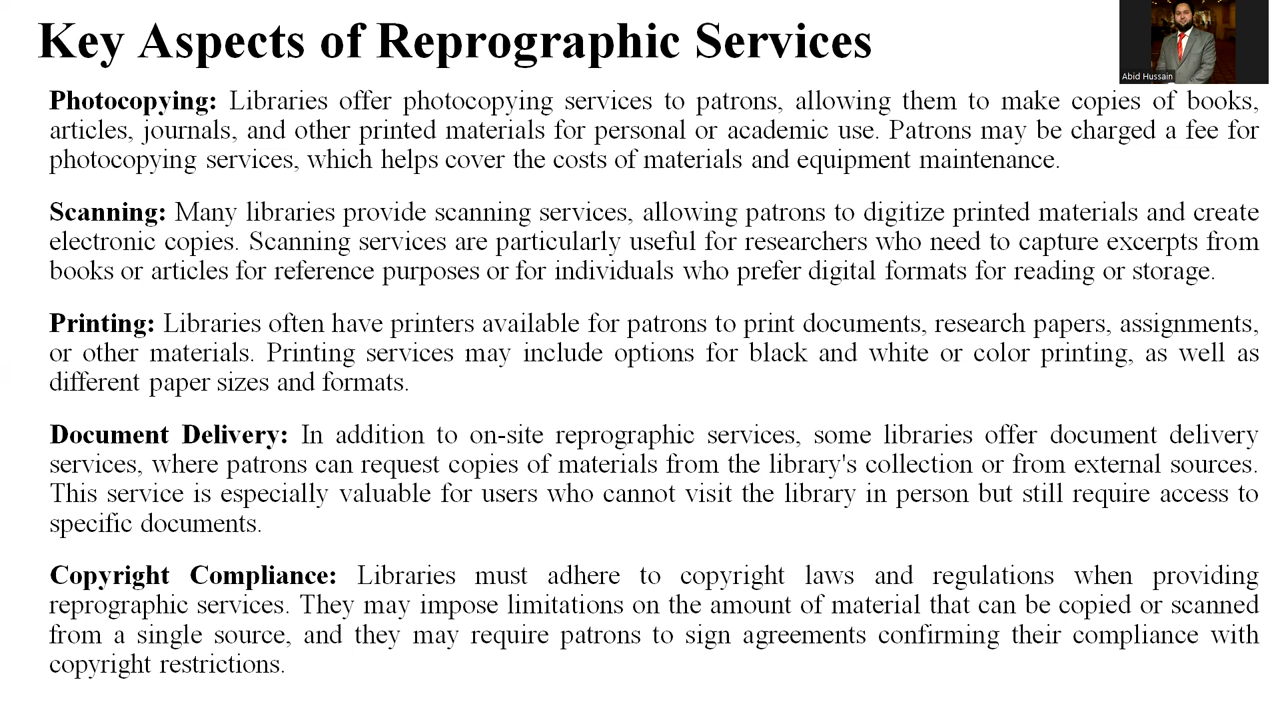 Key Aspects of Reprographic Services
Abid Hussain
Photocopying: Libraries offer photocopying services to patrons, allowing them to make copies of books,
articles, journals, and other printed materials for personal or academic use. Patrons may be charged a fee for
photocopying services, which helps cover the costs of materials and equipment maintenance.
Scanning: Many libraries provide scanning services, allowing patrons to digitize printed materials and create
electronic copies. Scanning services are particularly useful for researchers who need to capture excerpts from
books or articles for reference purposes or for individuals who prefer digital formats for reading or storage.
Printing: Libraries often have printers available for patrons to print documents, research papers, assignments,
or other materials. Printing services may include options for black and white or color printing, as well as
different paper sizes and formats.
Document Delivery: In addition to on-site reprographic services, some libraries offer document delivery
services, where patrons can request copies of materials from the library's collection or from external sources.
This service is especially valuable for users who cannot visit the library in person but still require access to
specific documents.
Copyright Compliance: Libraries must adhere to copyright laws and regulations when providing
reprographic services. They may impose limitations on the amount of material that can be copied or scanned
from a single source, and they may require patrons to sign agreements confirming their compliance with
copyright restrictions.